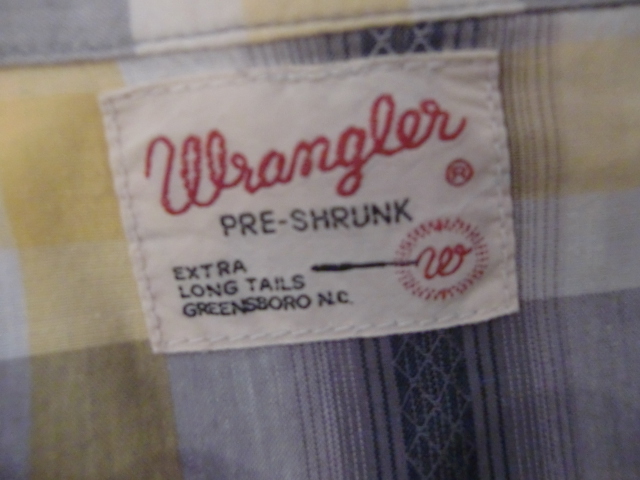 Wrangler
®
PRE-SHRUNK
EXTRA
LONG TAILS
GREENSBORO N.C.
W